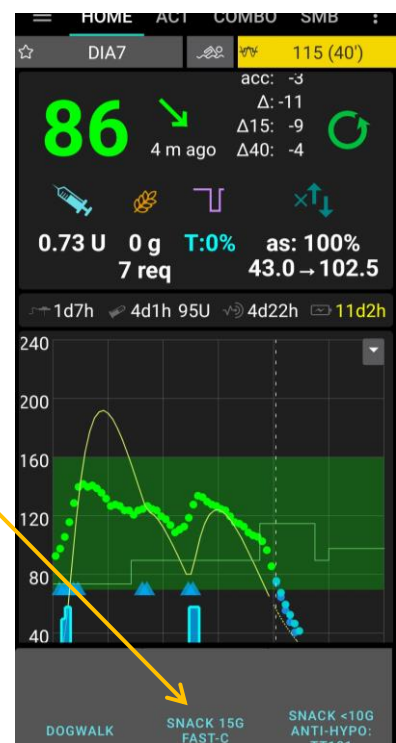 HOME ACT COMBO SMB
DIA7 115 (40')
acc: -3
86 Δ: -11
4 m ago Δ15: -9
Δ40: -4
0.73 U 0 g T:0% as: 100%
7 req 43.0→102.5
1d7h 4d1h 95U 4d22h 11d2h
240
200
160
120
80
40
DOGWALK
SNACK 15G
FAST-C
SNACK <10G
ANTI-HYPO: